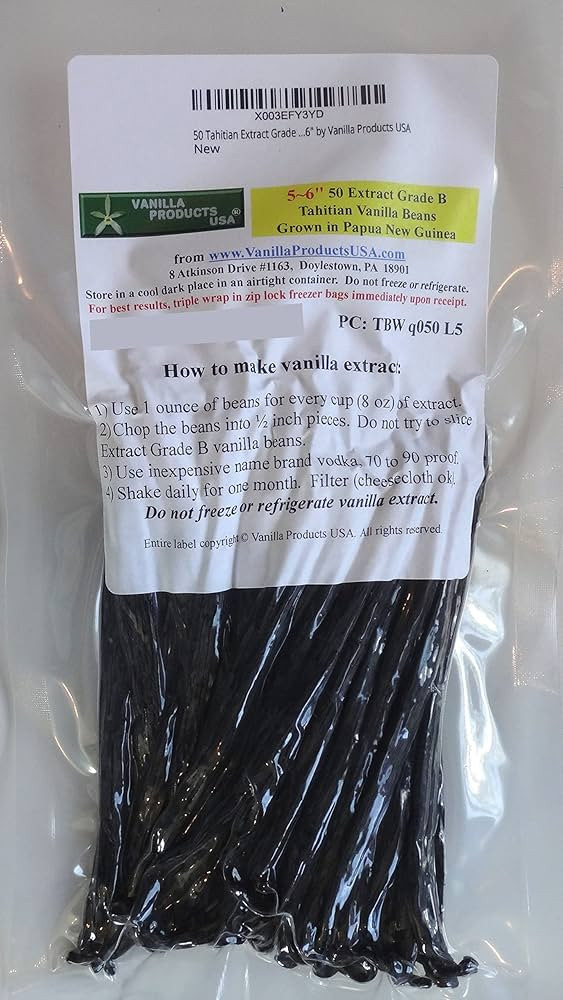 X003EFY3YD
50 Tahitian Extract Grade ...6" by Vanilla Products USA
New
VANILLA
PRODUCTS
USA®
5~6" 50 Extract Grade B
Tahitian Vanilla Beans
Grown in Papua New Guinea
from www.VanillaProductsUSA.com
8 Atkinson Drive #1163, Doylestown, PA 18901
Store in a cool dark place in an airtight container. Do not freeze or refrigerate.
For best results, triple wrap in zip lock freezer bags immediately upon receipt.
PC: TBW q050 L5
How to make vanilla extract:
1) Use 1 ounce of beans for every cup (8 oz) of extract.
2) Chop the beans into ½ inch pieces. Do not try to slice
Extract Grade B vanilla beans.
3) Use inexpensive name brand vodka, 70 to 90 proof.
4) Shake daily for one month. Filter (cheesecloth ok).
Do not freeze or refrigerate vanilla extract.
Entire label copyright © Vanilla Products USA. All rights reserved.